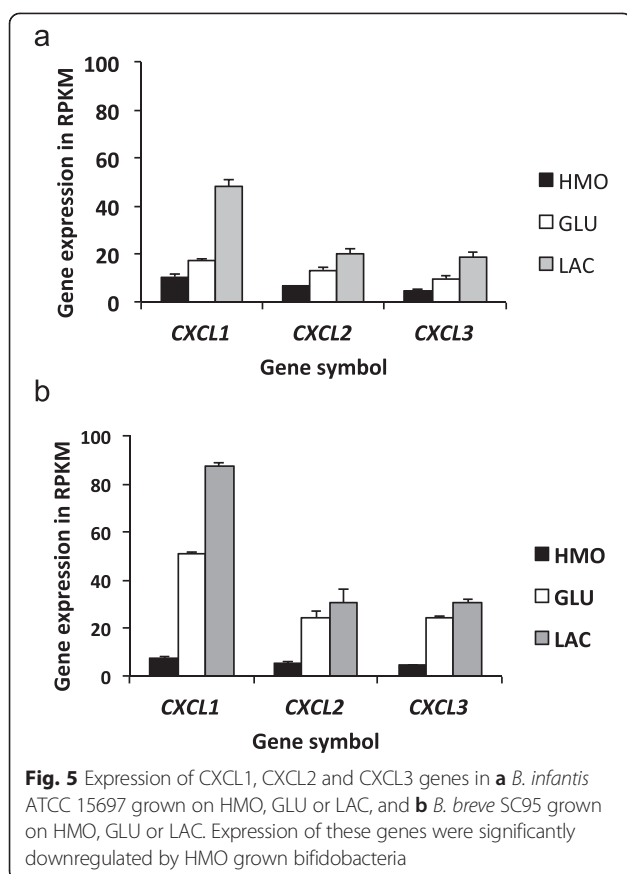 a
Gene expression in RPKM
100
80
60
40
20
0
CXCL1 CXCL2 CXCL3
Gene symbol
HMO
GLU
LAC
b
Gene expression in RPKM
100
80
60
40
20
0
CXCL1 CXCL2 CXCL3
Gene symbol
HMO
GLU
LAC
Fig. 5 Expression of CXCL1, CXCL2 and CXCL3 genes in a B. infantis
ATCC 15697 grown on HMO, GLU or LAC, and b B. breve SC95 grown
on HMO, GLU or LAC. Expression of these genes were significantly
downregulated by HMO grown bifidobacteria